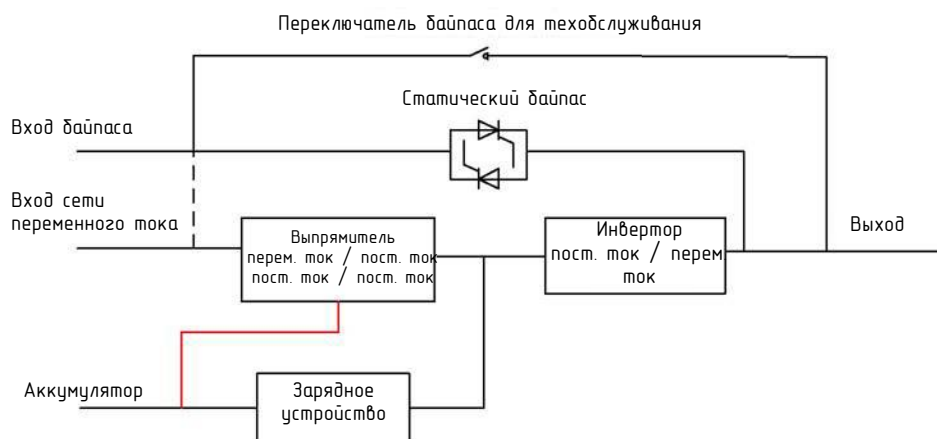 Переключатель байпаса для техобслуживания
Статический байпас
Вход байпаса
Вход сети
переменного тока
Выпрямитель
перем. ток / пост. ток
пост. ток / пост. ток
Инвертор
пост. ток / перем
ток
Выход
Аккумулятор
Зарядное
устройство